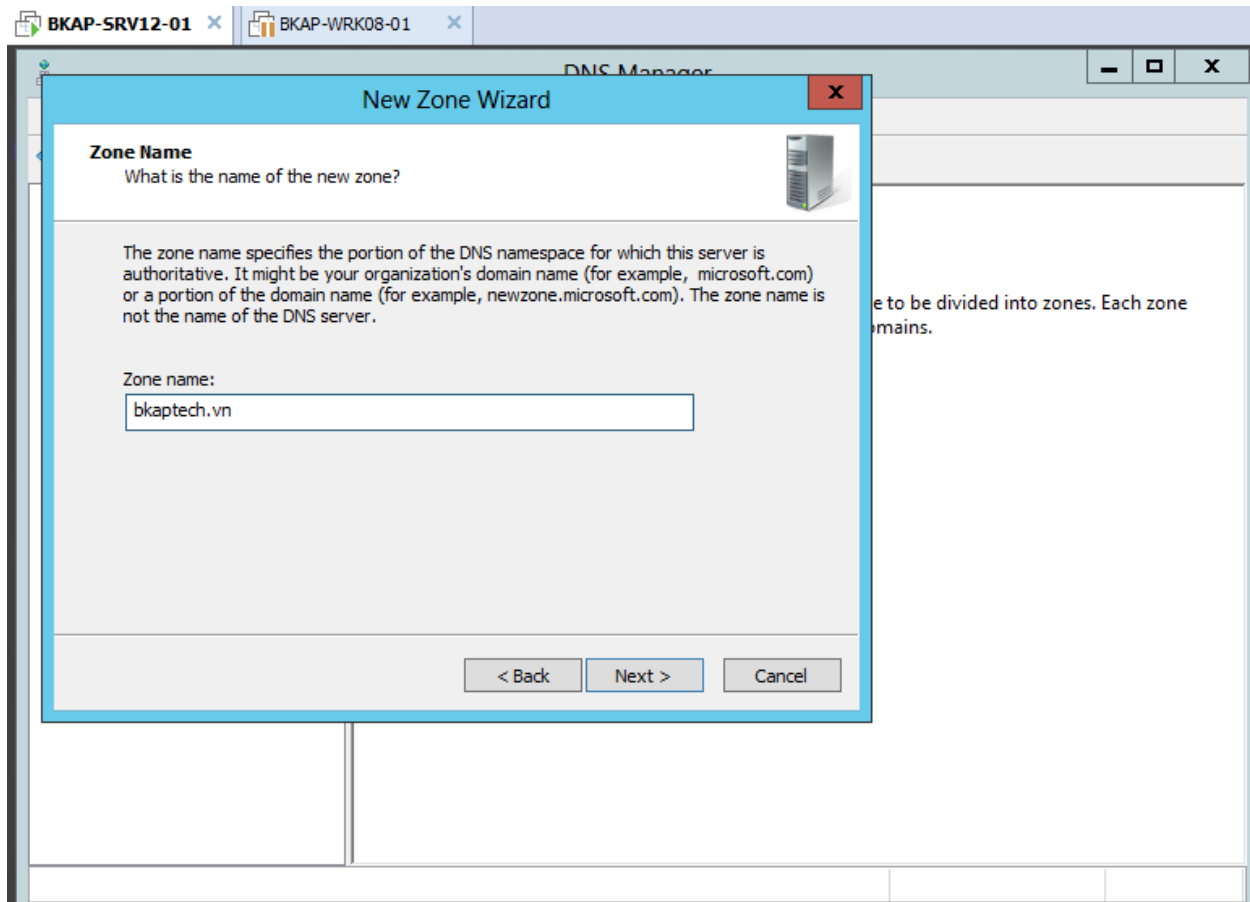 BKAP-SRV12-01
BKAP-WRK08-01
DNS Manager
New Zone Wizard
Zone Name
What is the name of the new zone?
The zone name specifies the portion of the DNS namespace for which this server is
authoritative. It might be your organization's domain name (for example, microsoft.com)
or a portion of the domain name (for example, newzone.microsoft.com). The zone name is
not the name of the DNS server.
e to be divided into zones. Each zone
omains.
Zone name:
bkaptech.vn
< Back
Next >
Cancel